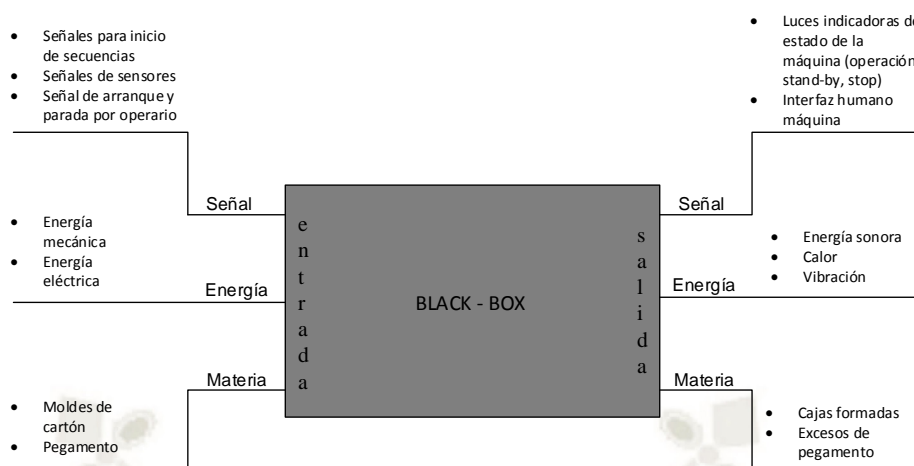 • Señales para inicio
de secuencias
• Señales de sensores
• Señal de arranque y
parada por operario
• Luces indicadoras de
estado de la
máquina (operación,
stand-by, stop)
• Interfaz humano
máquina
Señal
Señal
• Energía
mecánica
• Energía
eléctrica
• Energía sonora
• Calor
• Vibración
Energía
Energía
entrada
BLACK - BOX
salida
Materia
Materia
• Moldes de
cartón
• Pegamento
• Cajas formadas
• Excesos de
pegamento